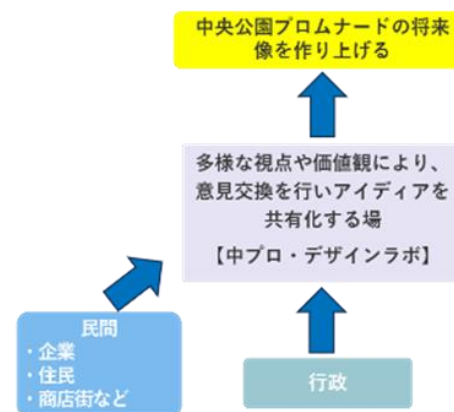 中央公園プロムナードの将来
像を作り上げる
多様な視点や価値観により、
意見交換を行いアイディアを
共有化する場
【中プロ・デザインラボ】
民間
・企業
・住民
・商店街など
行政